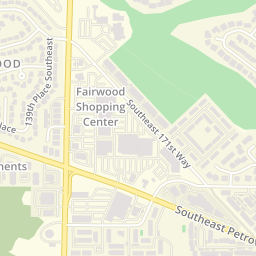 OOD
139th Place Southeast
Fairwood
Shopping
Center
Southeast 171st Way
lace
ments
Southeast Petro